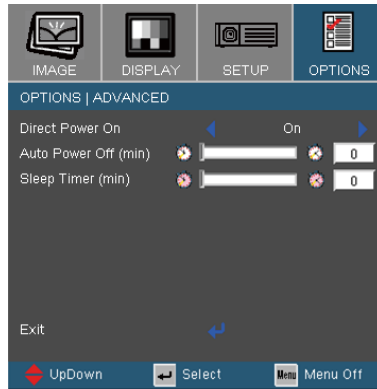 IMAGE DISPLAY SETUP OPTIONS
OPTIONS | ADVANCED
Direct Power On On
Auto Power Off (min) 0
Sleep Timer (min) 0
Exit
UpDown Select Menu Menu Off